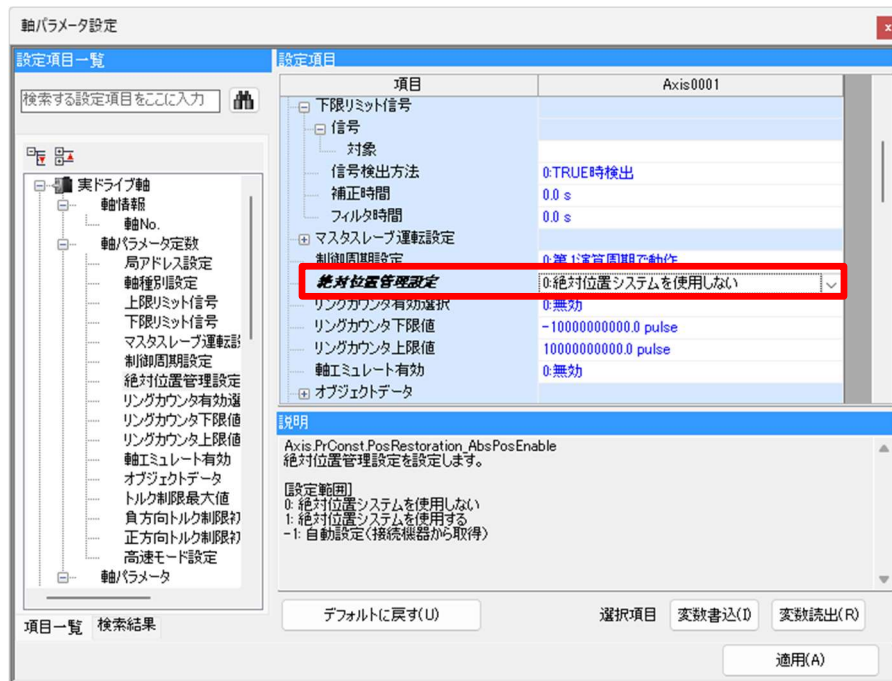 軸パラメータ設定
x
設定項目一覧
検索する設定項目をここに入力
実ドライブ軸
軸情報
軸No.
軸パラメータ定数
局アドレス設定
軸種別設定
上限リミット信号
下限リミット信号
マスタスレーブ運転設
制御周期設定
絶対位置管理設定
リングカウンタ有効選
リングカウンタ下限値
リングカウンタ上限値
軸エミュレート有効
オブジェクトデータ
トルク制限最大値
負方向トルク制限初
正方向トルク制限初
高速モード設定
軸パラメータ
項目一覧 検索結果
設定項目
項目 Axis0001
下限リミット信号
信号
対象
信号検出方法 0:TRUE時検出
補正時間 0.0 s
フィルタ時間 0.0 s
マスタスレーブ運転設定
制御周期設定 0:第1演算周期で動作
絶対位置管理設定 0:絶対位置システムを使用しない
リングカウンタ有効選択 0:無効
リングカウンタ下限値 -10000000000.0 pulse
リングカウンタ上限値 10000000000.0 pulse
軸エミュレート有効 0:無効
オブジェクトデータ
説明
Axis.PrConst.PosRestoration_AbsPosEnable
絶対位置管理設定を設定します。
[設定範囲]
0: 絶対位置システムを使用しない
1: 絶対位置システムを使用する
-1: 自動設定(接続機器から取得)
デフォルトに戻す(U) 選択項目 変数書込(I) 変数読出(R)
適用(A)